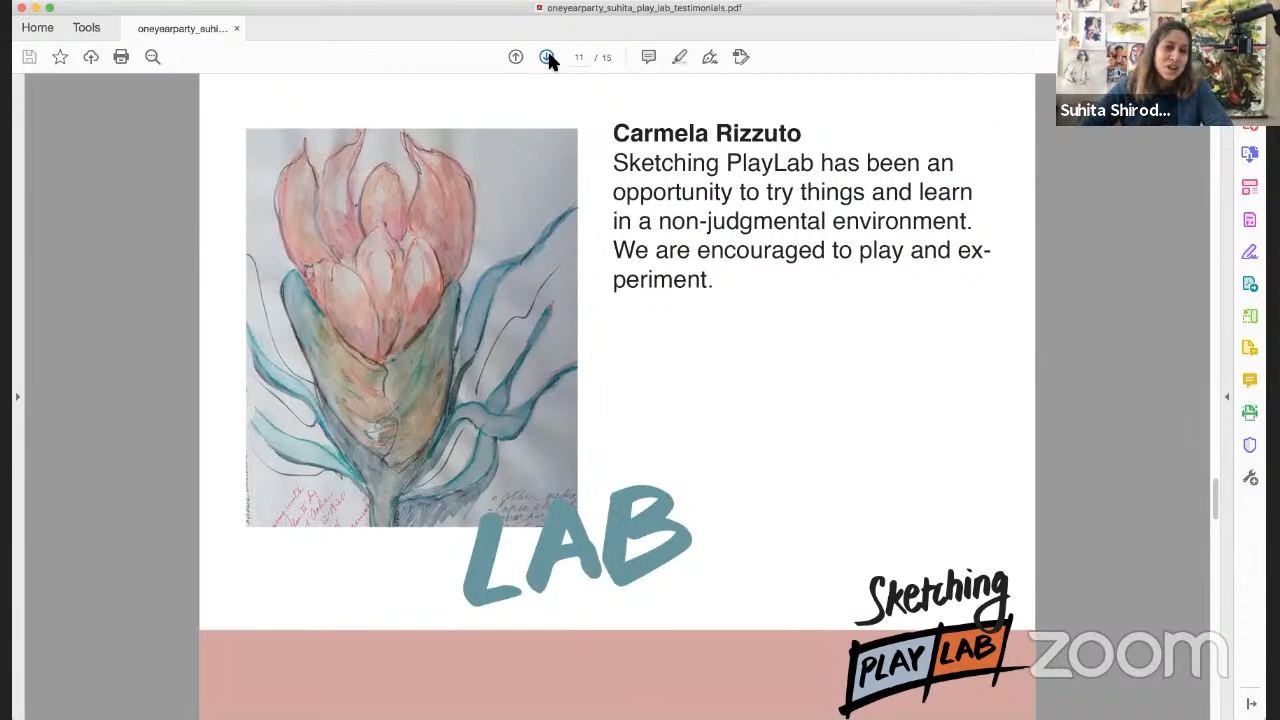 oneyearparty_suhita_play_lab_testimonials.pdf
Home Tools oneyearparty_suhi... ×
11 / 15
Suhita Shirod...
Carmela Rizzuto
Sketching PlayLab has been an
opportunity to try things and learn
in a non-judgmental environment.
We are encouraged to play and ex-
periment.
LAB
Sketching
PLAY LAB
zoom